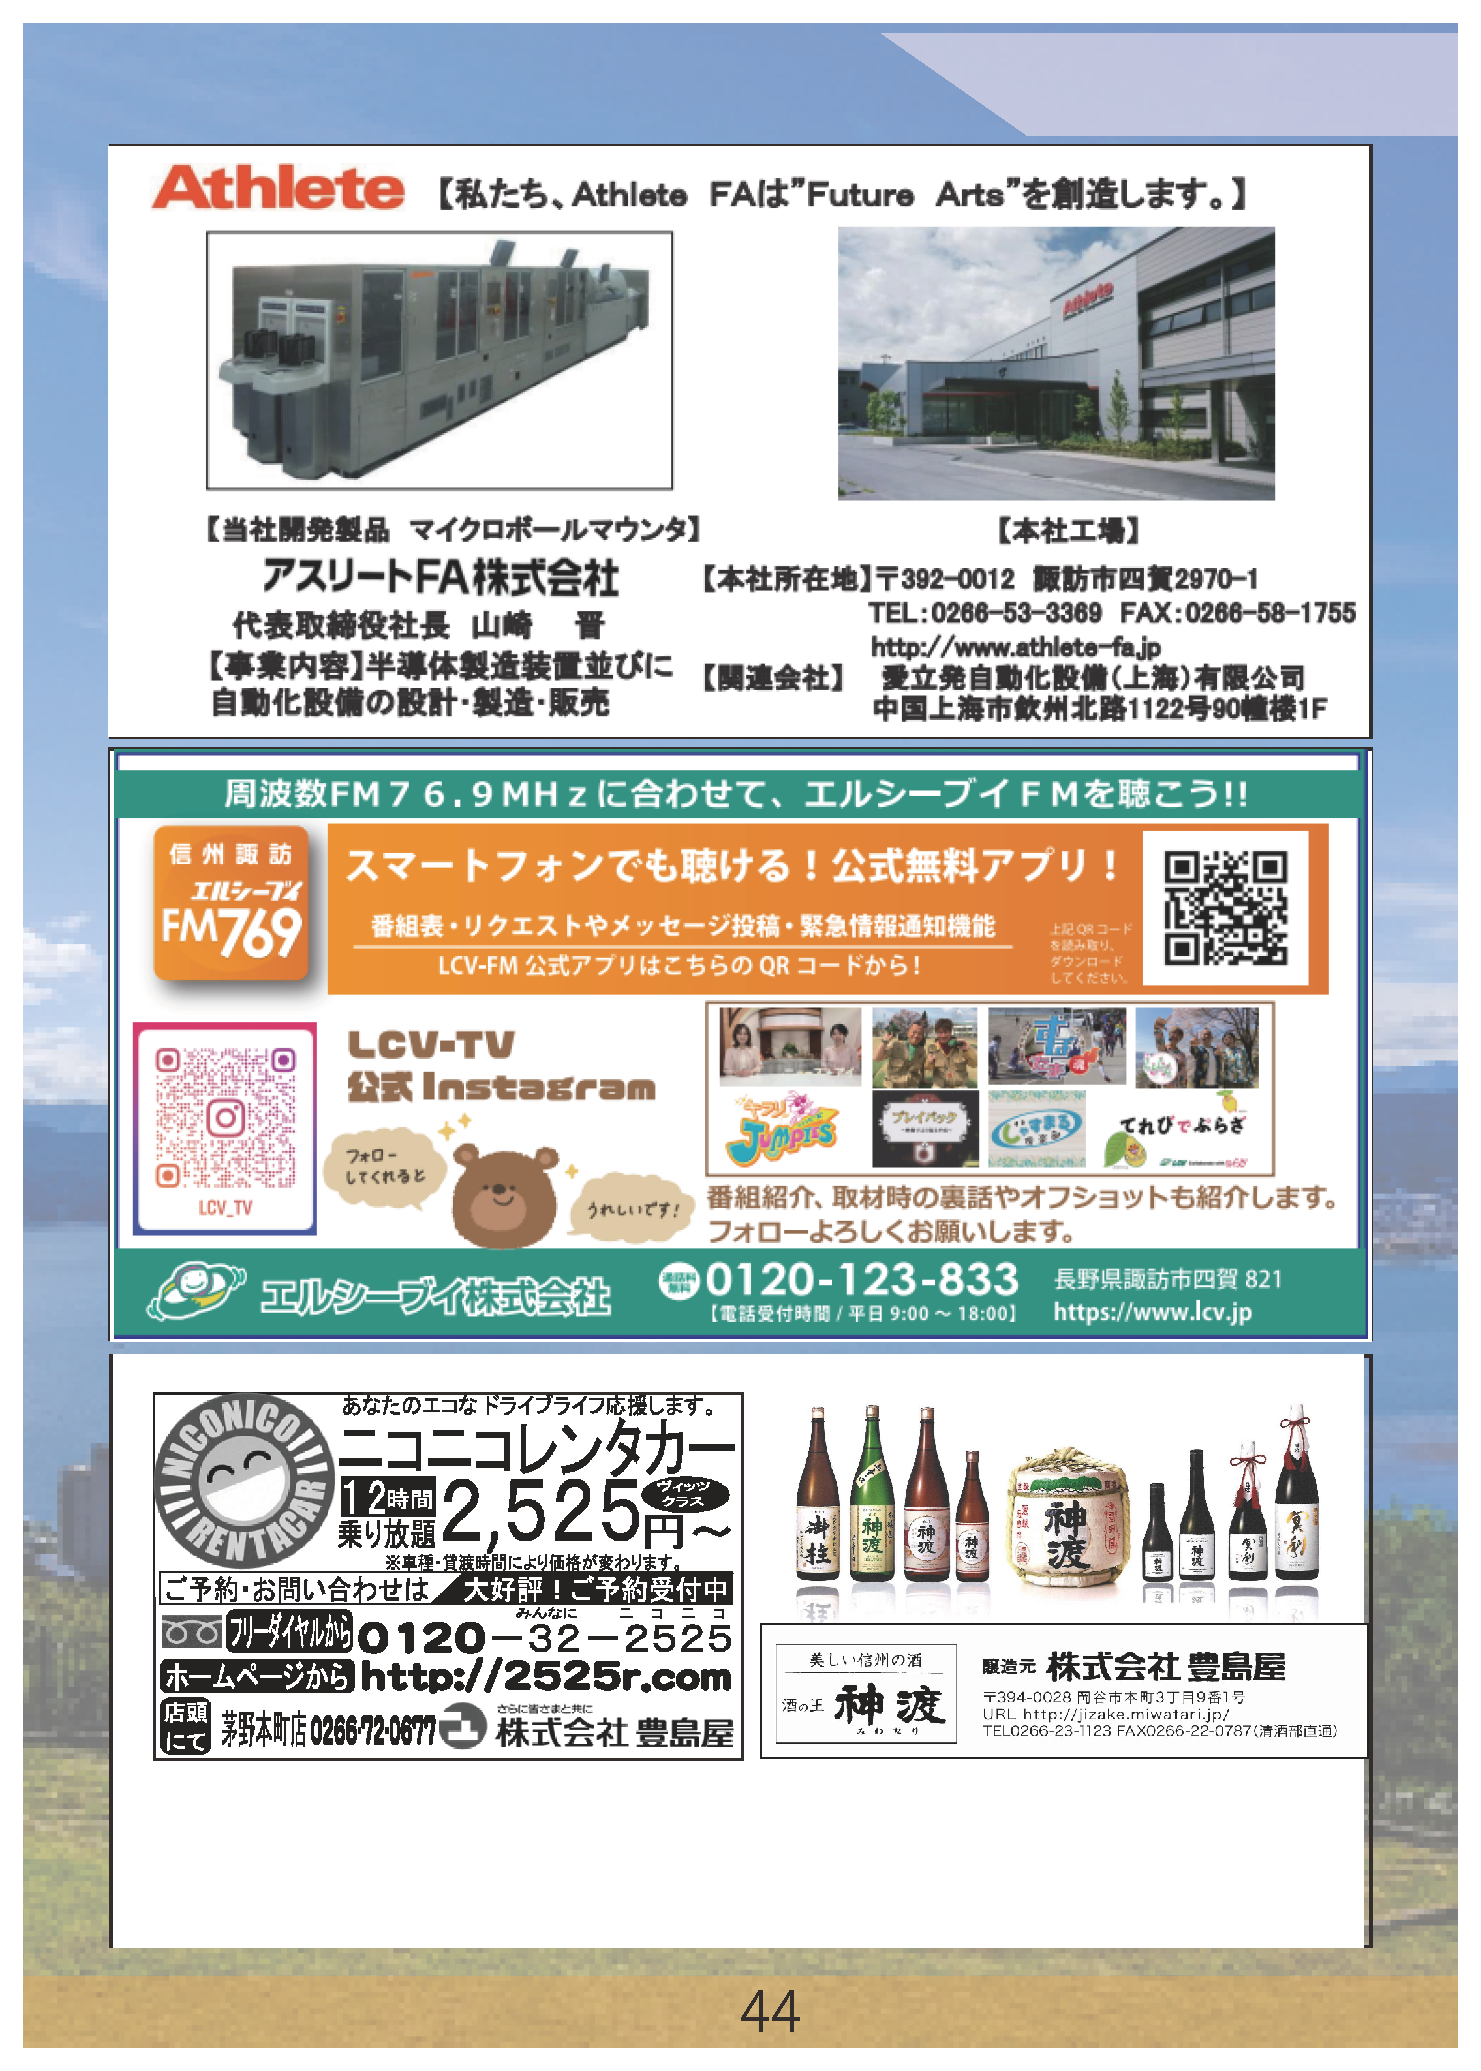 Athlete 【私たち、Athlete FAは”Future Arts”を創造します。】
Athlete
【当社開発製品 マイクロボールマウンタ】
【本社工場】
アスリートFA株式会社
代表取締役社長 山崎 晋
【事業内容】半導体製造装置並びに
自動化設備の設計・製造・販売
【本社所在地】〒392-0012 諏訪市四賀2970-1
TEL:0266-53-3369 FAX:0266-58-1755
http://www.athlete-fa.jp
【関連会社】 愛立発自動化設備(上海)有限公司
中国上海市欽州北路1122号90幢楼1F
周波数FM76.9MHzに合わせて、エルシーブイFMを聴こう!!
信州諏訪
エルシーブイ
FM769
スマートフォンでも聴ける！公式無料アプリ！
番組表・リクエストやメッセージ投稿・緊急情報通知機能
LCV-FM 公式アプリはこちらの QR コードから！
上記 QR コード
を読み取り、
ダウンロード
してください。
LCV_TV
LCV-TV
公式 Instagram
フォロー
してくれると
うれしいです！
キラリ
JUMPIES
プレイバック
しゃすまる
てれびでぷらざ
番組紹介、取材時の裏話やオフショットも紹介します。
フォローよろしくお願いします。
エルシーブイ株式会社
通話料
無料
0120-123-833
【電話受付時間 / 平日 9:00 ～ 18:00】
長野県諏訪市四賀 821
https://www.lcv.jp
NICONICO
RENTACAR
あなたのエコな ドライブライフ応援します。
ニコニコレンタカー
12時間
乗り放題
2,525円～
ヴィッツ
クラス
※車種・貸渡時間により価格が変わります。
ご予約・お問い合わせは 大好評！ご予約受付中
みんなに ニコニコ
フリーダイヤルから 0120-32-2525
ホームページから http://2525r.com
店頭
にて
茅野本町店 0266-72-0677
さらに皆さまと共に
株式会社 豊島屋
御柱
神渡
神渡
神渡
神渡
神渡
神渡
美しい信州の酒
酒の王 神渡
みわたり
醸造元 株式会社 豊島屋
〒394-0028 岡谷市本町3丁目9番1号
URL http://jizake.miwatari.jp/
TEL0266-23-1123 FAX0266-22-0787(清酒部直通)
44